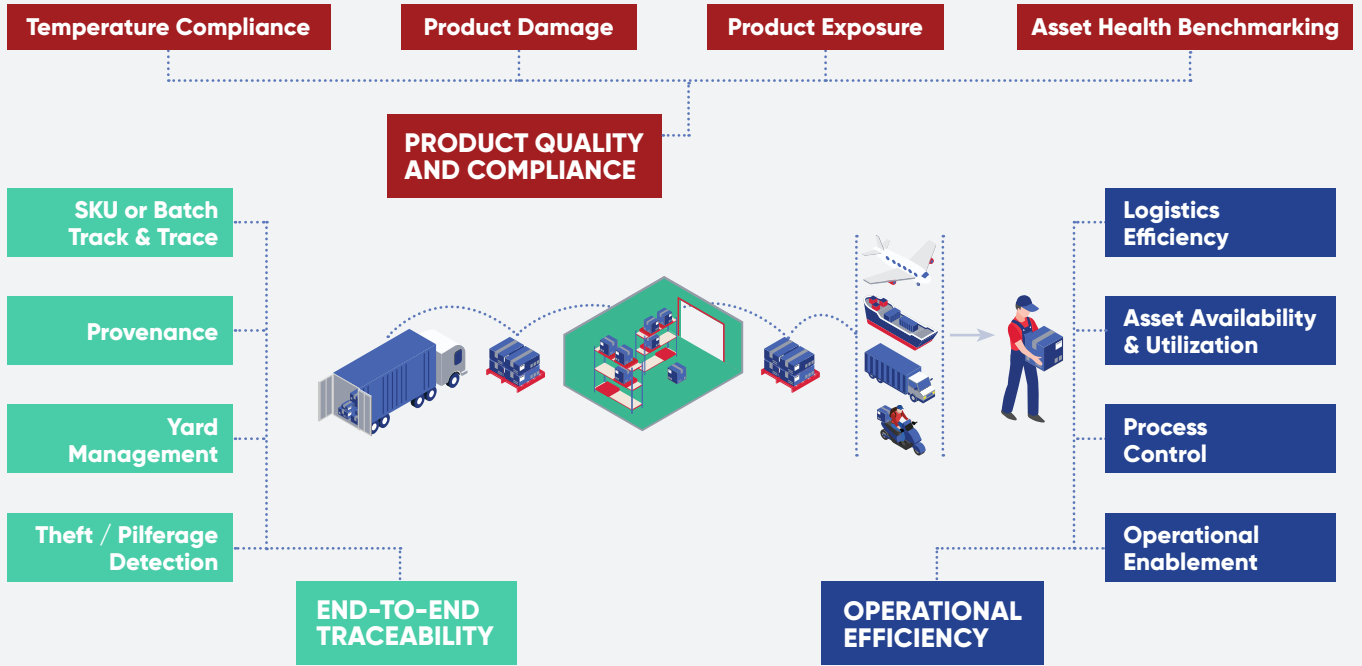 Temperature Compliance
Product Damage
Product Exposure
Asset Health Benchmarking
PRODUCT QUALITY
AND COMPLIANCE
SKU or Batch
Track & Trace
Provenance
Yard
Management
Theft / Pilferage
Detection
END-TO-END
TRACEABILITY
Logistics
Efficiency
Asset Availability
& Utilization
Process
Control
Operational
Enablement
OPERATIONAL
EFFICIENCY